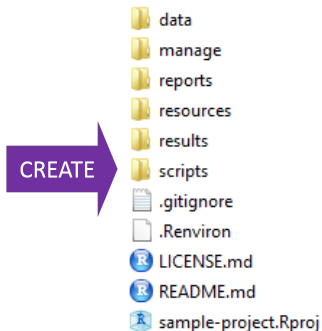 data
manage
reports
resources
results
CREATE
scripts
.gitignore
.Renviron
LICENSE.md
README.md
sample-project.Rproj